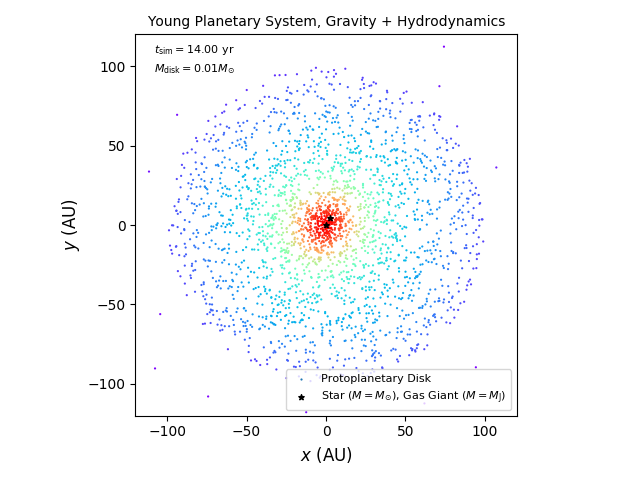 Young Planetary System, Gravity + Hydrodynamics
t_sim = 14.00 yr
M_disk = 0.01M_⊙
100
50
0
−50
−100
y (AU)
−100 −50 0 50 100
x (AU)
Protoplanetary Disk
Star (M = M_⊙), Gas Giant (M = M_J)